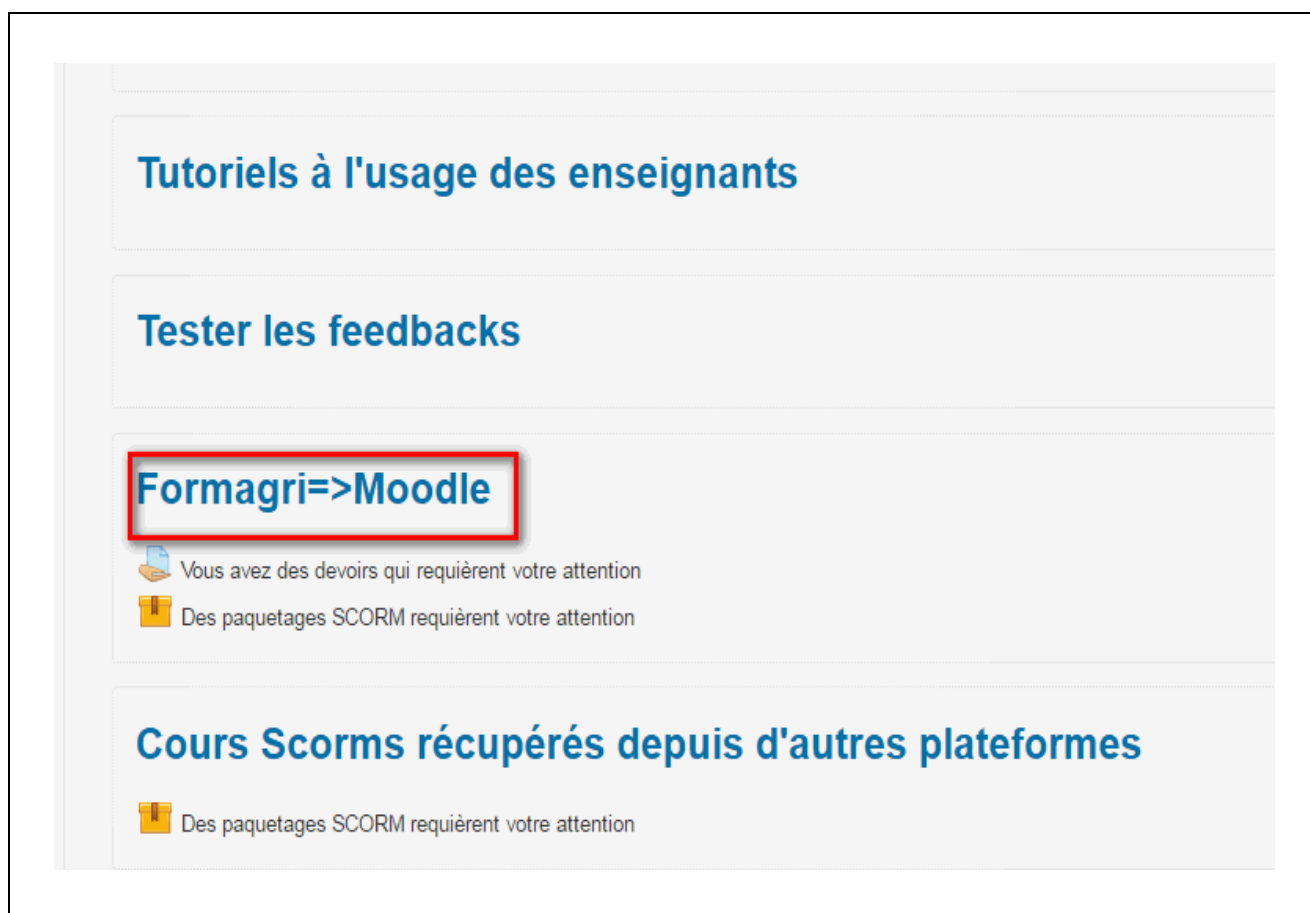 Tutoriels à l'usage des enseignants
Tester les feedbacks
Formagri=>Moodle
Vous avez des devoirs qui requièrent votre attention
Des paquetages SCORM requièrent votre attention
Cours Scorms récupérés depuis d'autres plateformes
Des paquetages SCORM requièrent votre attention